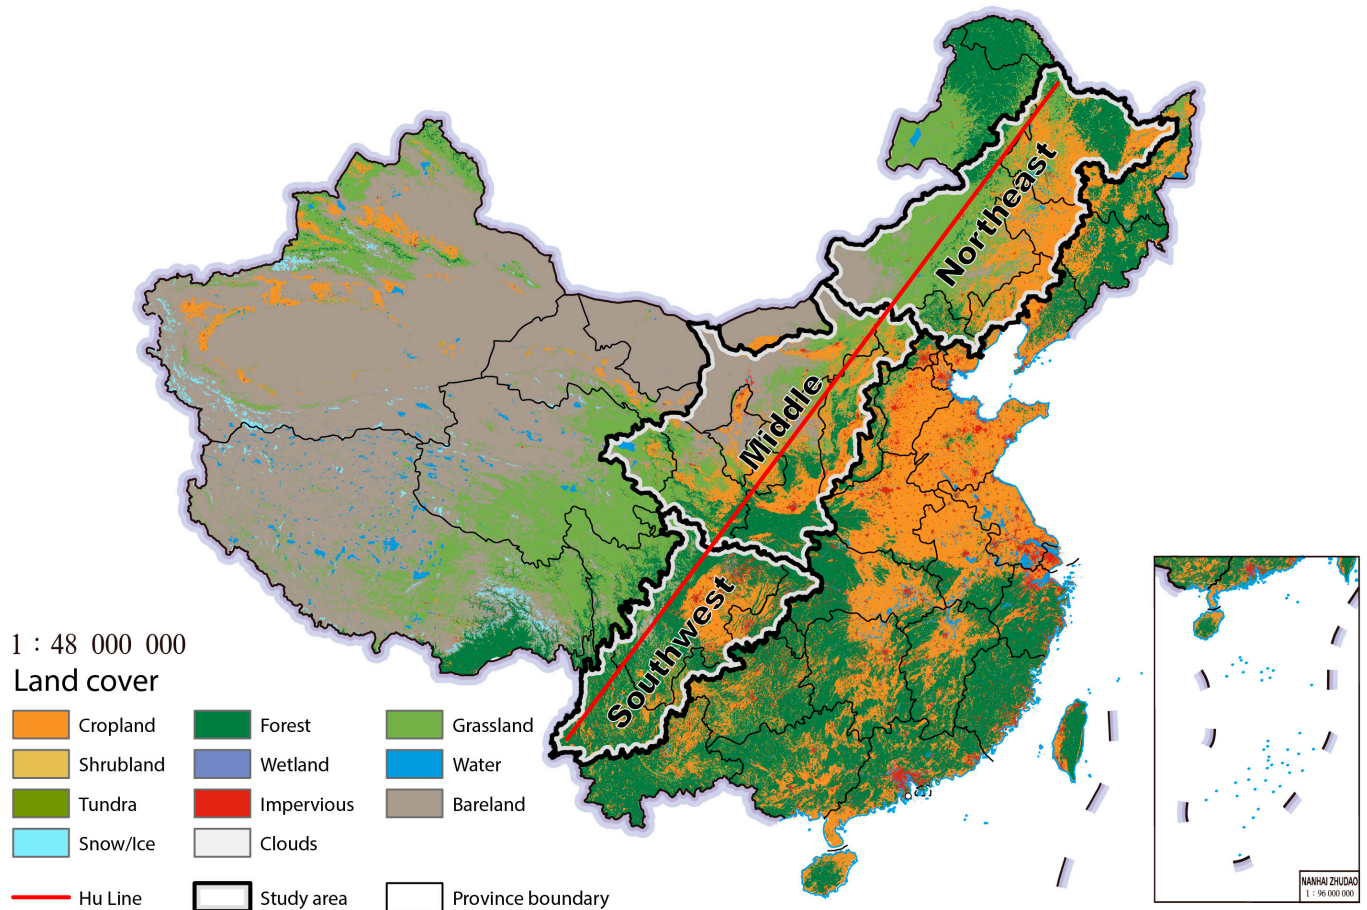 Northeast
Middle
Southwest
1 : 48 000 000
Land cover
Cropland
Forest
Grassland
Shrubland
Wetland
Water
Tundra
Impervious
Bareland
Snow/Ice
Clouds
Hu Line
Study area
Province boundary
NANHAI ZHUDAO
1 : 96 000 000